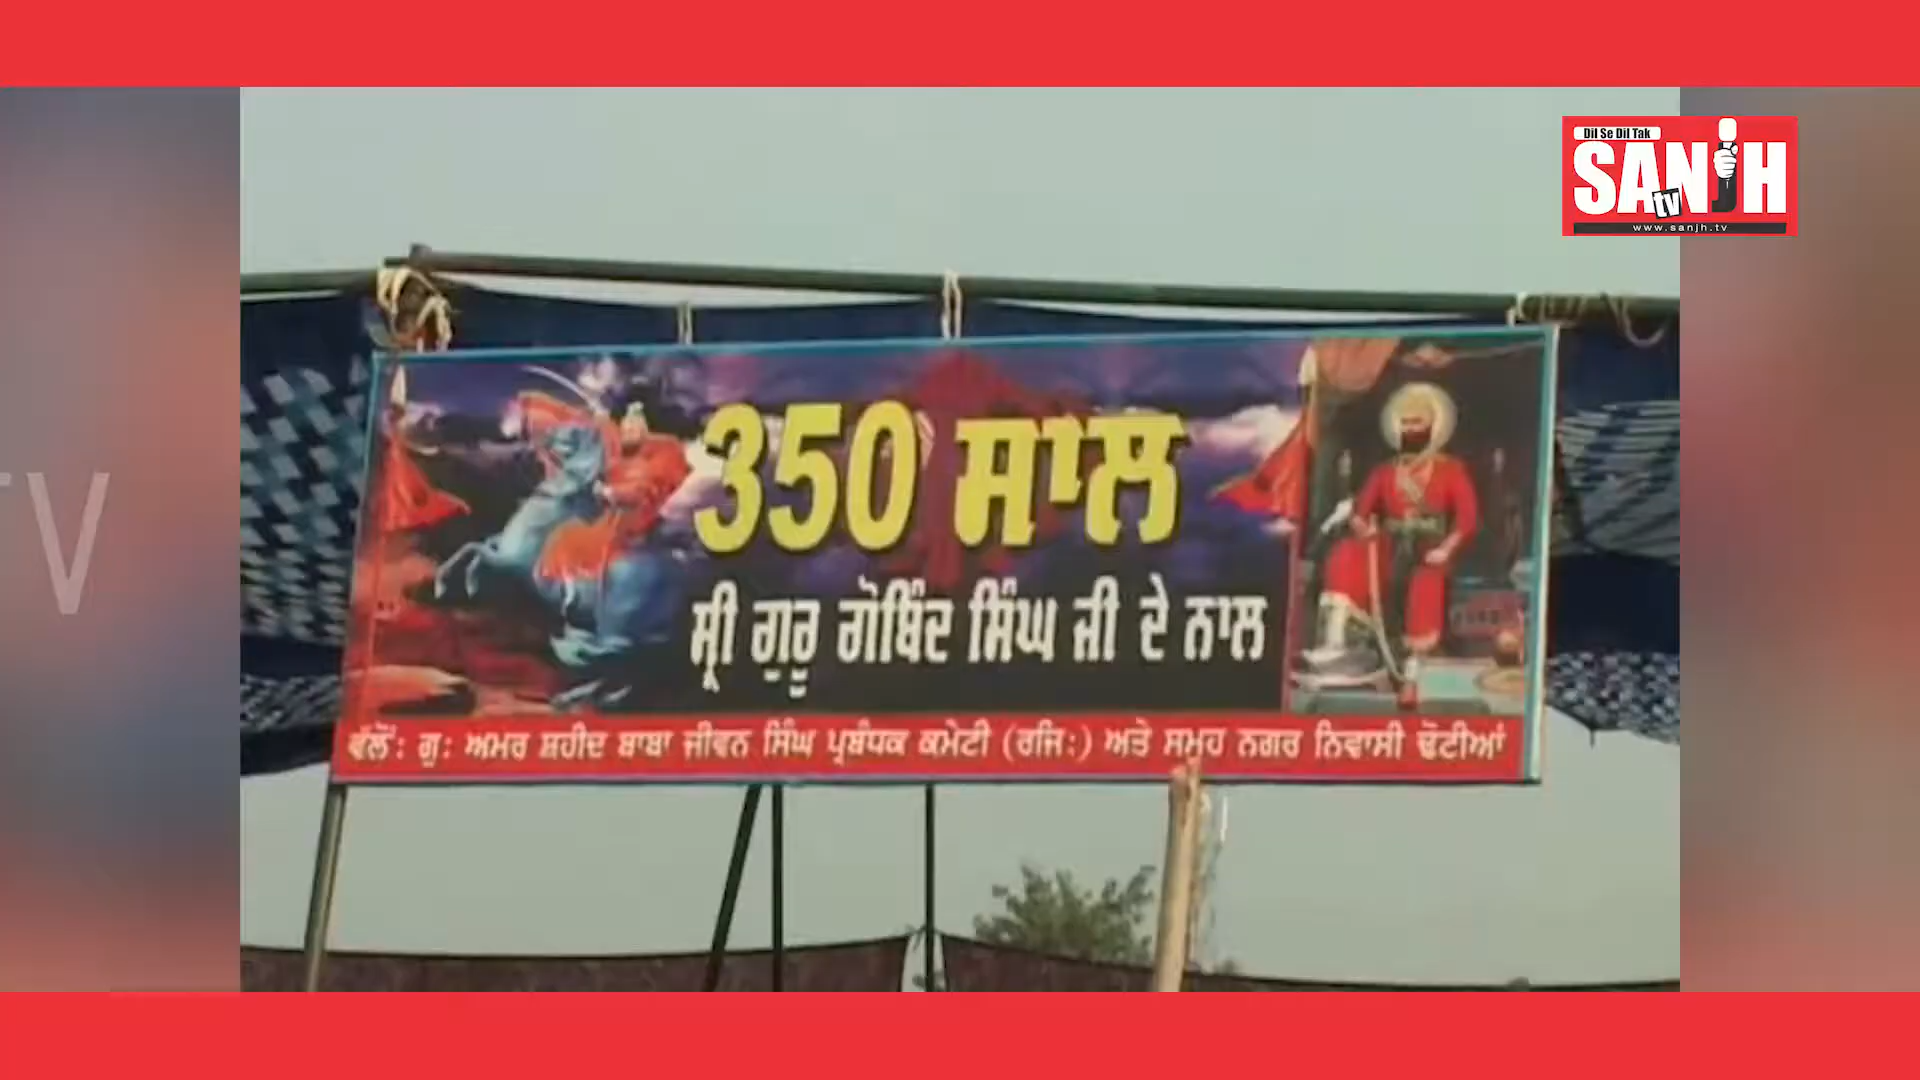 Dil Se Dil Tak
SANJH
tv
www.sanjh.tv
TV
350 ਸਾਲ
ਸ੍ਰੀ ਗੁਰੂ ਗੋਬਿੰਦ ਸਿੰਘ ਜੀ ਦੇ ਨਾਲ
ਵੱਲੋਂ: ਗੁ: ਅਮਰ ਸ਼ਹੀਦ ਬਾਬਾ ਜੀਵਨ ਸਿੰਘ ਪ੍ਰਬੰਧਕ ਕਮੇਟੀ (ਰਜਿ:) ਅਤੇ ਸਮੂਹ ਨਗਰ ਨਿਵਾਸੀ ਢੋਟੀਆਂ